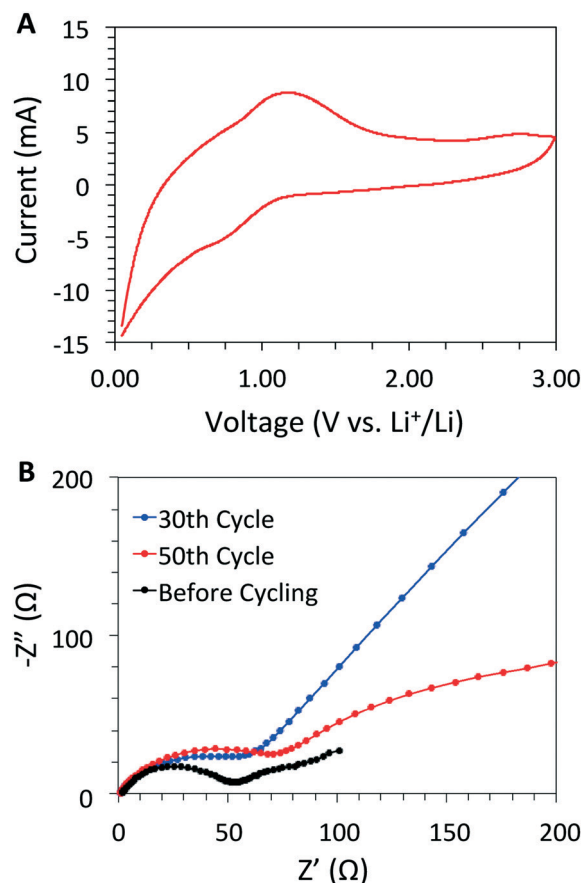 A
15
10
5
0
-5
-10
-15
Current (mA)
0.00 1.00 2.00 3.00
Voltage (V vs. Li⁺/Li)
B
200
100
0
-Z″ (Ω)
30th Cycle
50th Cycle
Before Cycling
0 50 100 150 200
Z’ (Ω)